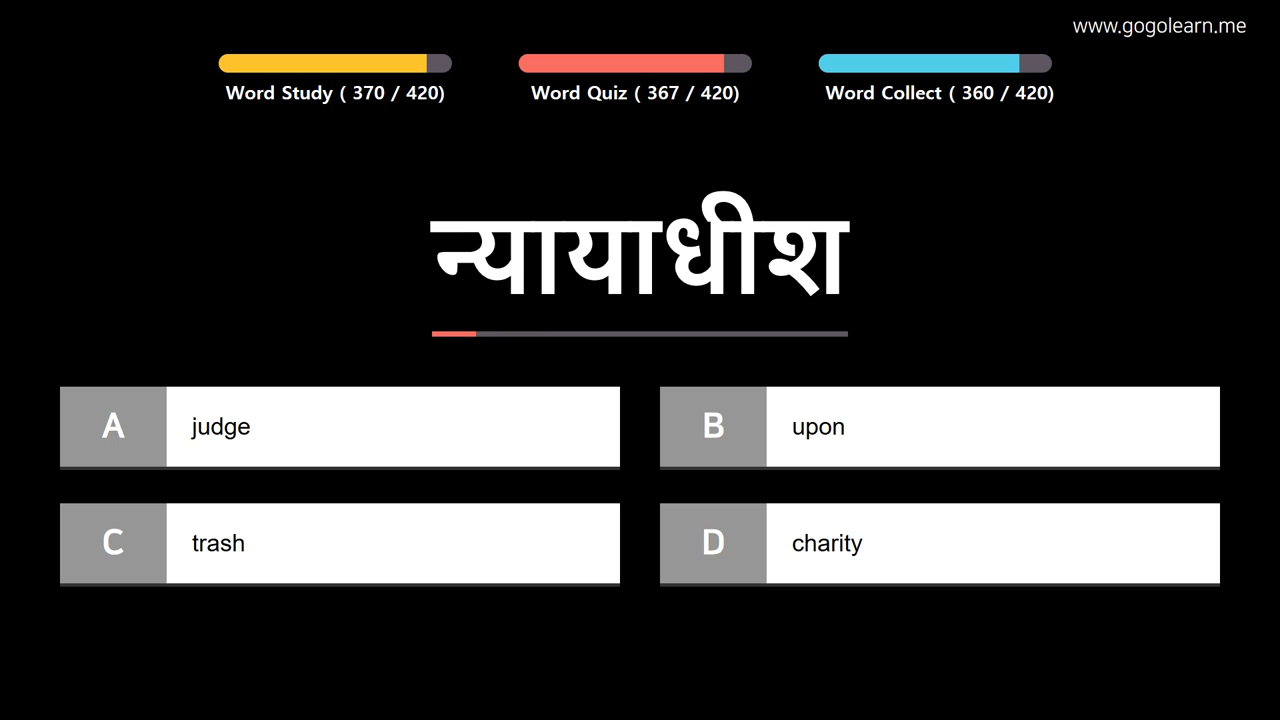 www.gogolearn.me
Word Study ( 370 / 420)
Word Quiz ( 367 / 420)
Word Collect ( 360 / 420)
न्यायाधीश
A judge
B upon
C trash
D charity